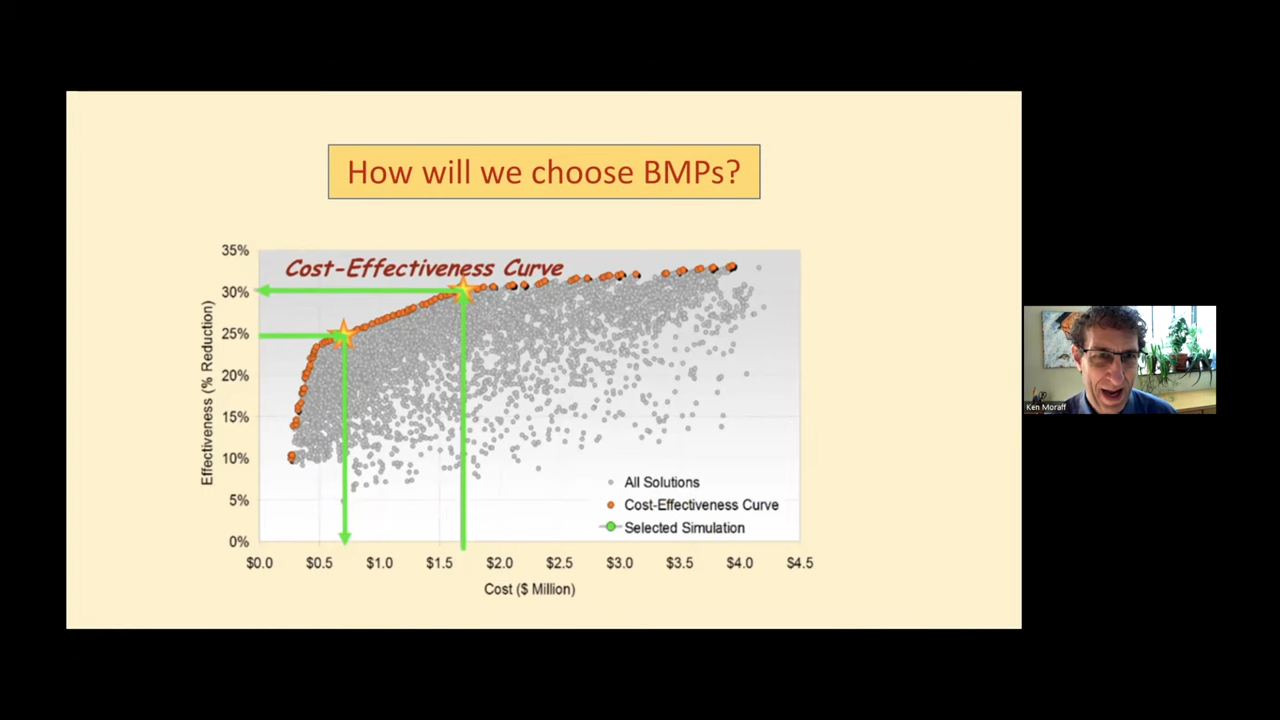 How will we choose BMPs?
Cost-Effectiveness Curve
35%
30%
25%
20%
15%
10%
5%
0%
Effectiveness (% Reduction)
All Solutions
Cost-Effectiveness Curve
Selected Simulation
$0.0 $0.5 $1.0 $1.5 $2.0 $2.5 $3.0 $3.5 $4.0 $4.5
Cost ($ Million)
Ken Moraff